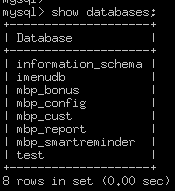 mysql> show databases;
+--------------------+
| Database           |
+--------------------+
| information_schema |
| imenudb            |
| mbp_bonus          |
| mbp_config         |
| mbp_cust           |
| mbp_report         |
| mbp_smartreminder  |
| test               |
+--------------------+
8 rows in set (0.00 sec)